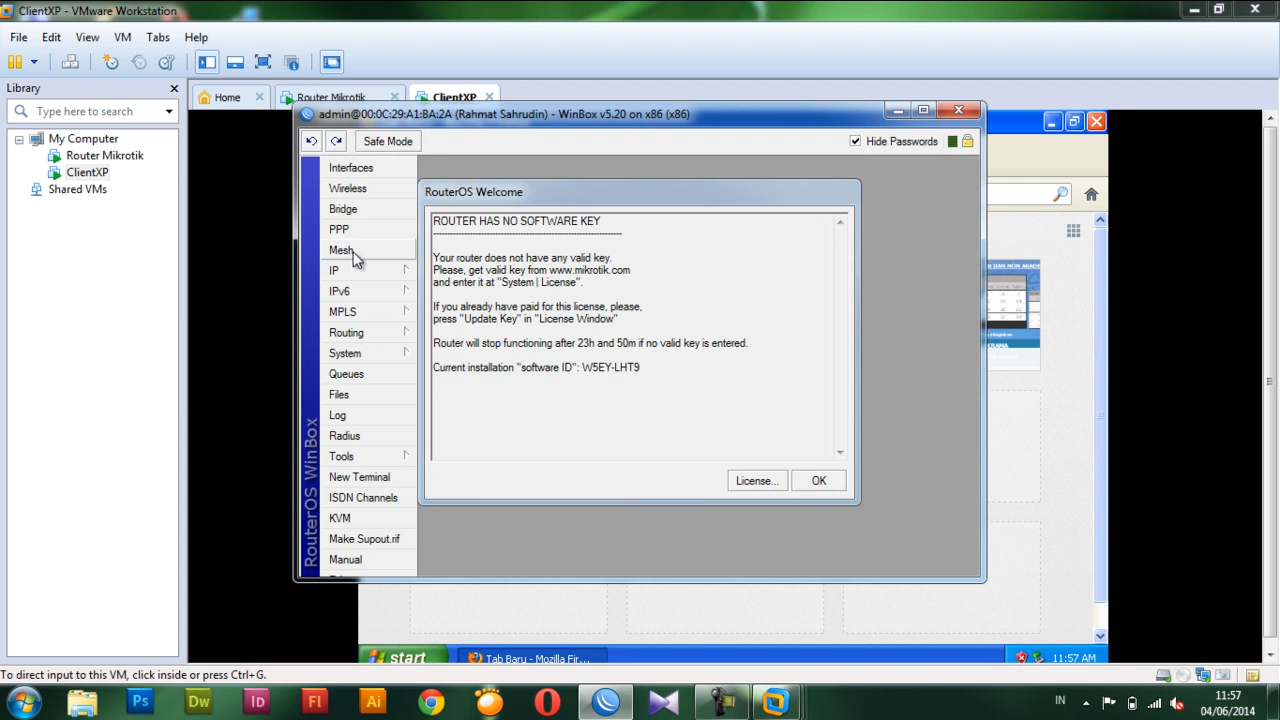 ClientXP - VMware Workstation
File Edit View VM Tabs Help
Library
Type here to search
My Computer
Router Mikrotik
ClientXP
Shared VMs
Home Router Mikrotik ClientXP
admin@00:0C:29:A1:BA:2A (Rahmat Sahrudin) - WinBox v5.20 on x86 (x86)
Safe Mode Hide Passwords
RouterOS WinBox
Interfaces
Wireless
Bridge
PPP
Mesh
IP
IPv6
MPLS
Routing
System
Queues
Files
Log
Radius
Tools
New Terminal
ISDN Channels
KVM
Make Supout.rif
Manual
RouterOS Welcome
ROUTER HAS NO SOFTWARE KEY
----------------------------------------------
Your router does not have any valid key.
Please, get valid key from www.mikrotik.com
and enter it at "System | License".
If you already have paid for this license, please,
press "Update Key" in "License Window"
Router will stop functioning after 23h and 50m if no valid key is entered.
Current installation "software ID": W5EY-LHT9
License... OK
start Tab Baru - Mozilla Fir... 11:57 AM
To direct input to this VM, click inside or press Ctrl+G.
Ps Dw Id Fl Ai
IN
11:57
04/06/2014